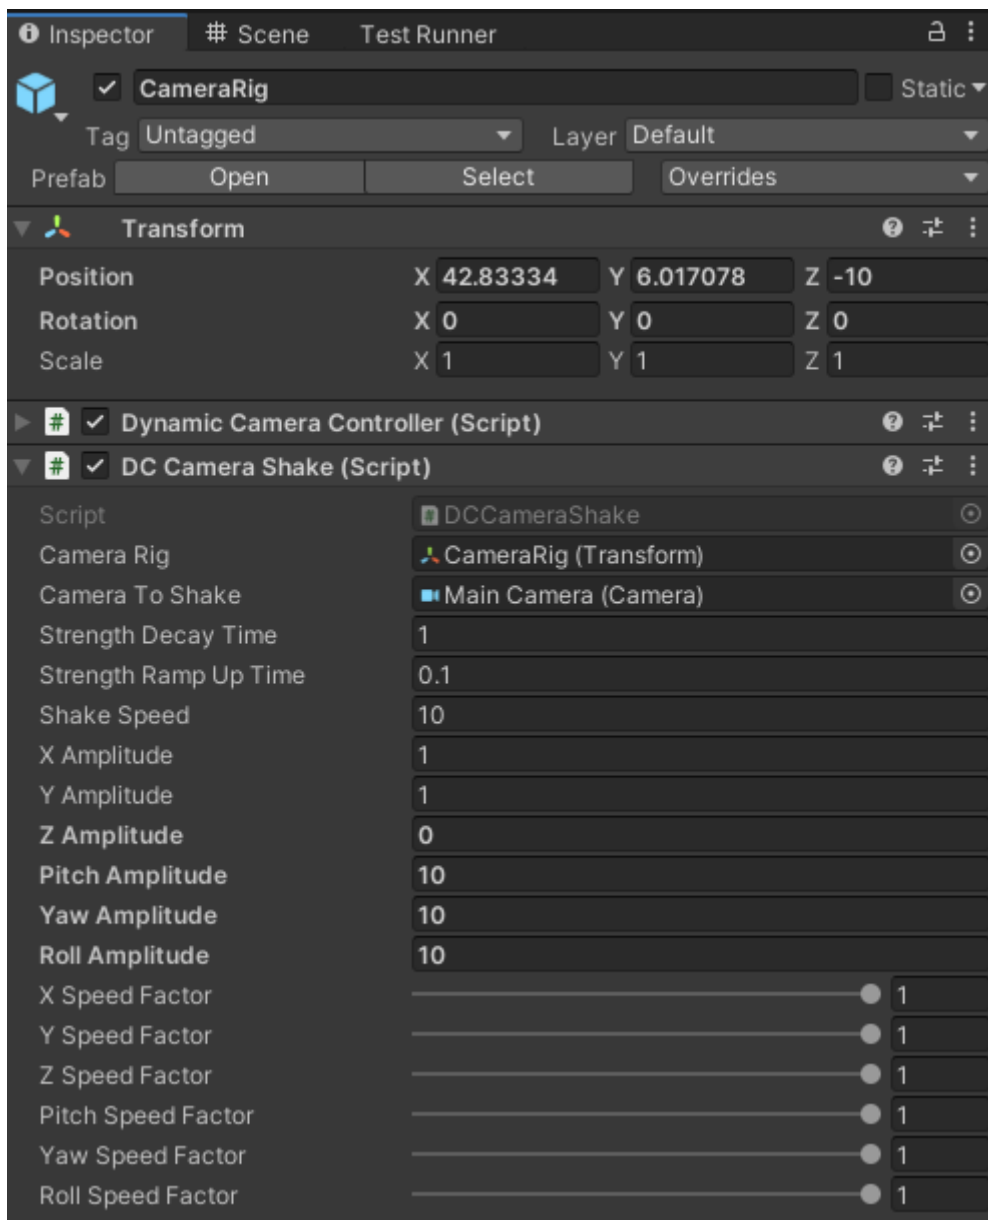 Inspector Scene Test Runner
CameraRig Static
Tag Untagged Layer Default
Prefab Open Select Overrides
Transform
Position X 42.83334 Y 6.017078 Z -10
Rotation X 0 Y 0 Z 0
Scale X 1 Y 1 Z 1
# Dynamic Camera Controller (Script)
# DC Camera Shake (Script)
Script # DCCameraShake
Camera Rig CameraRig (Transform)
Camera To Shake Main Camera (Camera)
Strength Decay Time 1
Strength Ramp Up Time 0.1
Shake Speed 10
X Amplitude 1
Y Amplitude 1
Z Amplitude 0
Pitch Amplitude 10
Yaw Amplitude 10
Roll Amplitude 10
X Speed Factor 1
Y Speed Factor 1
Z Speed Factor 1
Pitch Speed Factor 1
Yaw Speed Factor 1
Roll Speed Factor 1